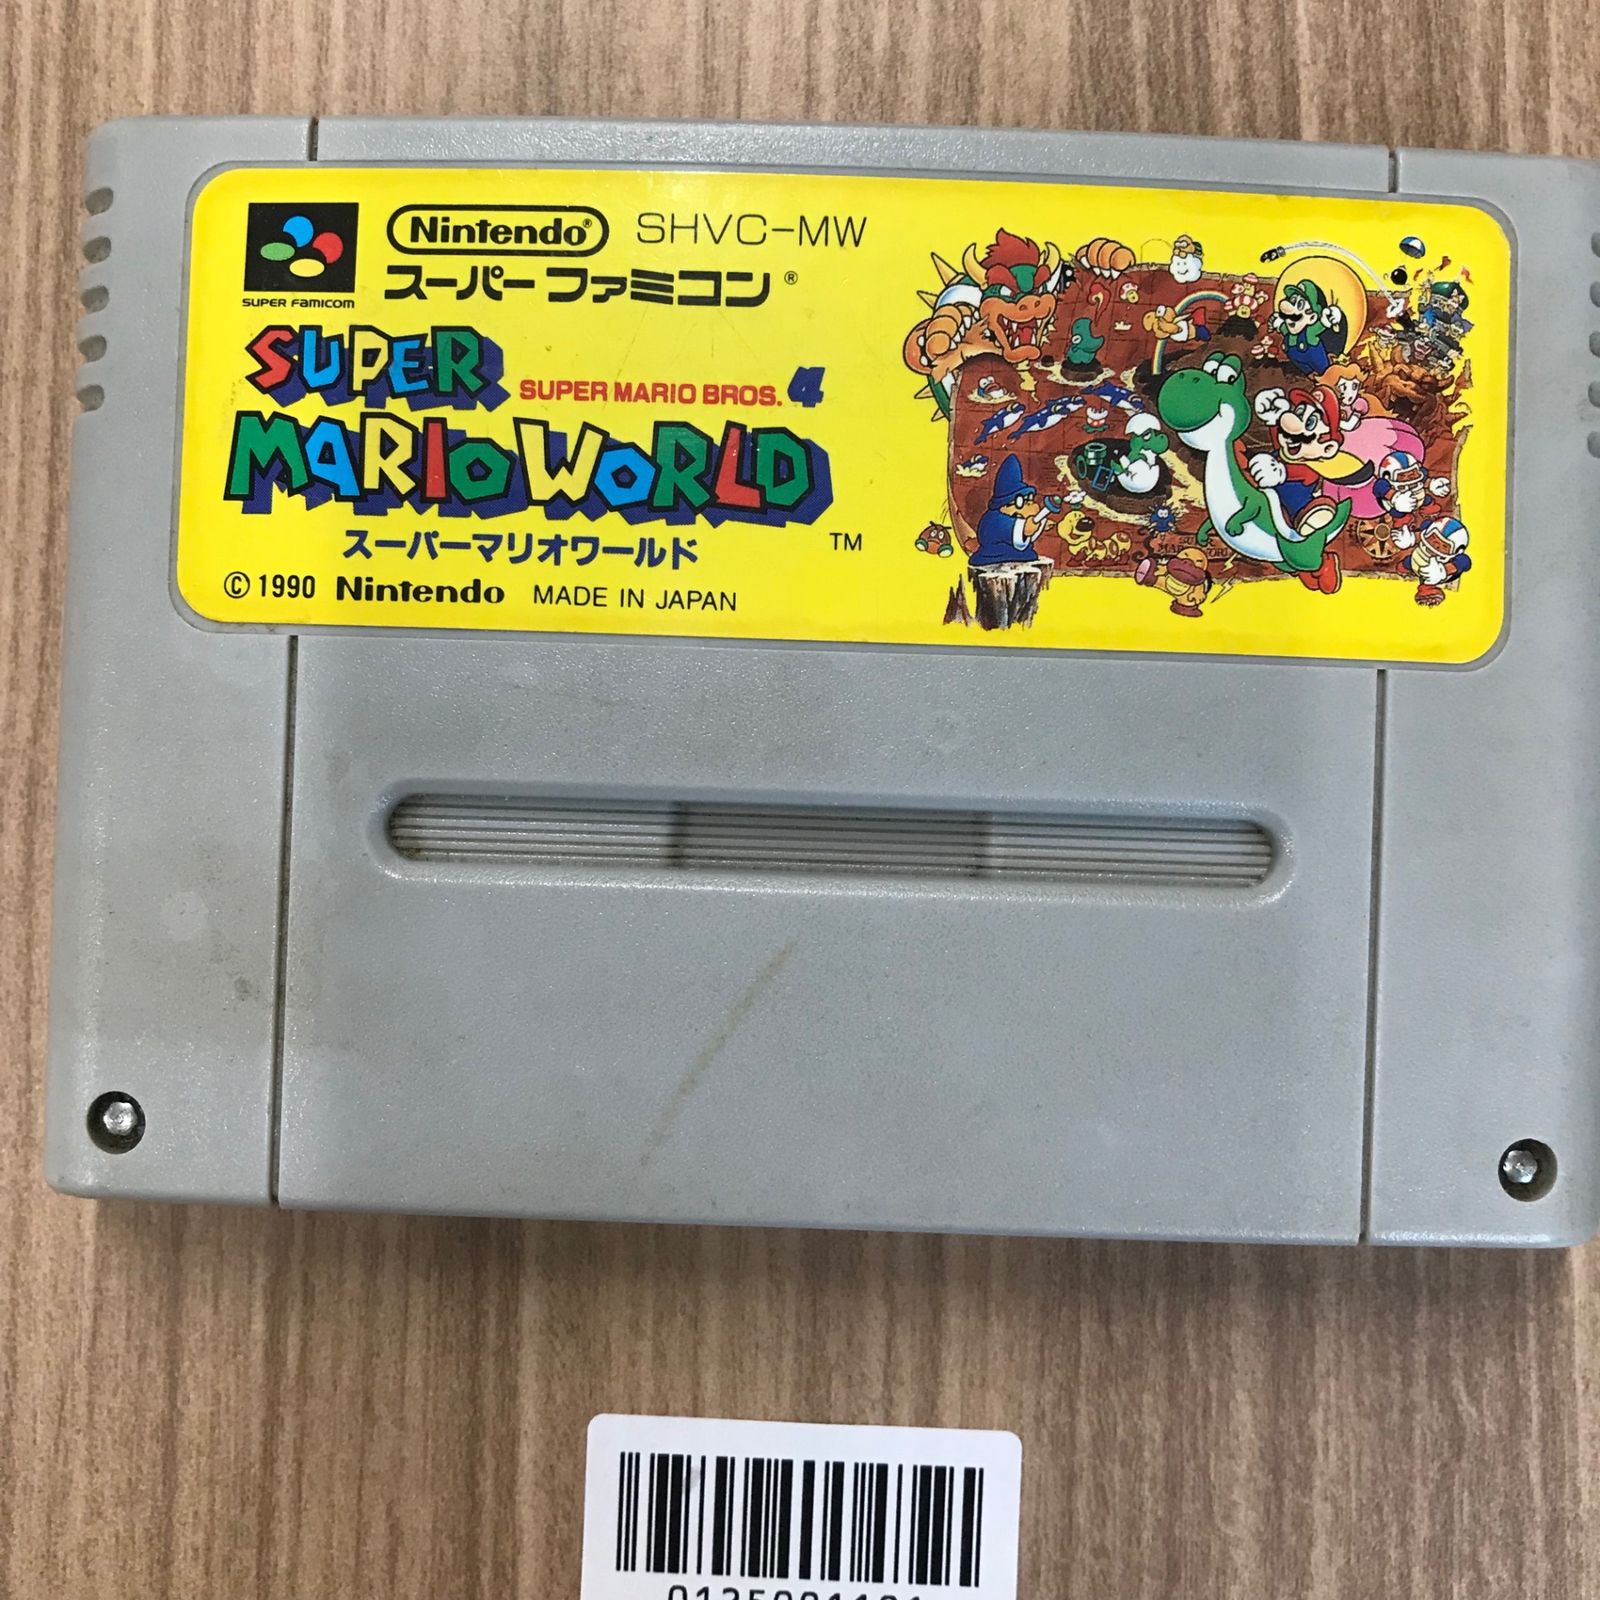 Nintendo® SHVC-MW
スーパーファミコン®
SUPER FAMICOM
SUPER
SUPER MARIO BROS. 4
MARIO WORLD
スーパーマリオワールド TM
© 1990 Nintendo MADE IN JAPAN